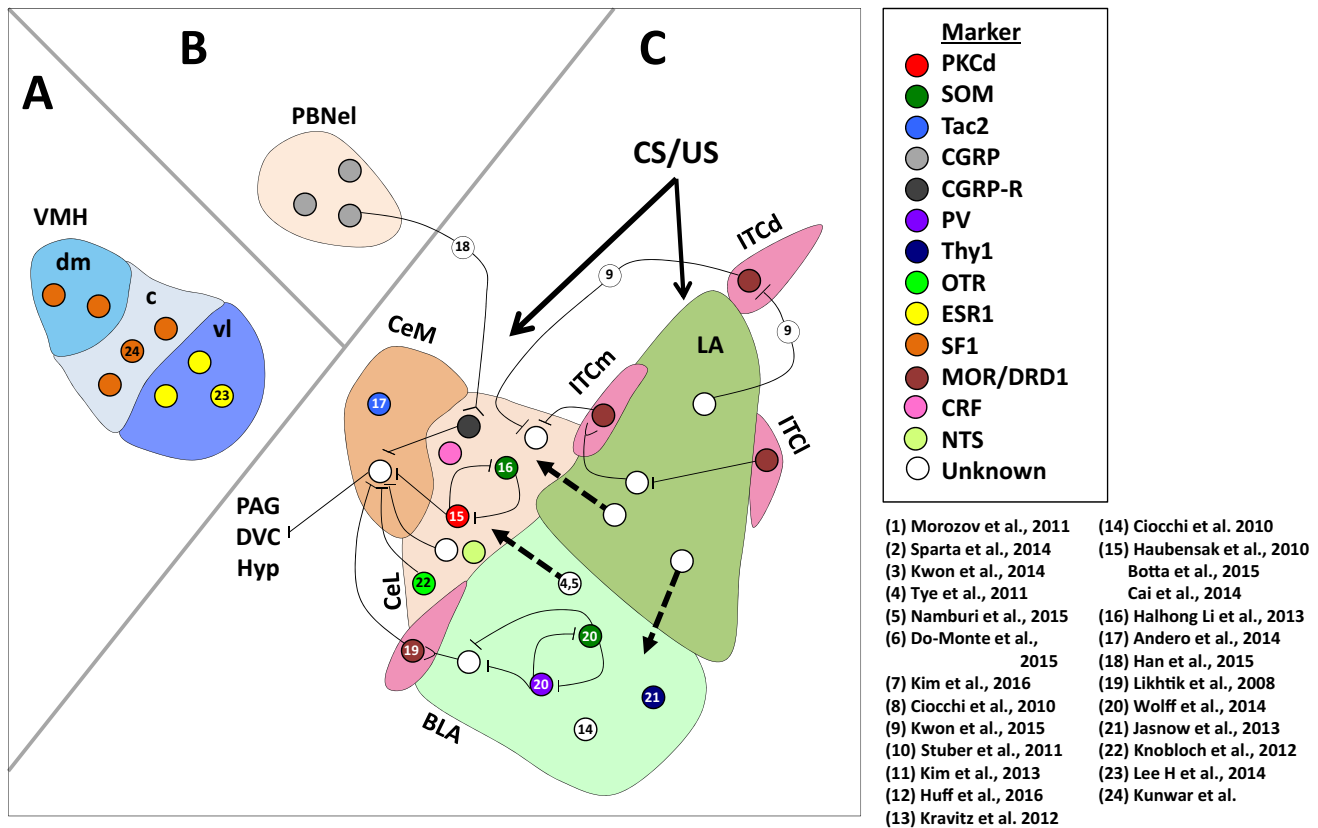 A
B
C
PBNel
CS/US
VMH
dm
c
vl
24
23
18
9
9
ITCd
CeM
ITCm
LA
ITCl
17
16
15
PAG
DVC
Hyp
22
CeL
4,5
20
19
20
21
14
BLA
Marker
PKCd
SOM
Tac2
CGRP
CGRP-R
PV
Thy1
OTR
ESR1
SF1
MOR/DRD1
CRF
NTS
Unknown
(1) Morozov et al., 2011
(2) Sparta et al., 2014
(3) Kwon et al., 2014
(4) Tye et al., 2011
(5) Namburi et al., 2015
(6) Do-Monte et al.,
2015
(7) Kim et al., 2016
(8) Ciocchi et al., 2010
(9) Kwon et al., 2015
(10) Stuber et al., 2011
(11) Kim et al., 2013
(12) Huff et al., 2016
(13) Kravitz et al. 2012
(14) Ciocchi et al. 2010
(15) Haubensak et al., 2010
Botta et al., 2015
Cai et al., 2014
(16) Halhong Li et al., 2013
(17) Andero et al., 2014
(18) Han et al., 2015
(19) Likhtik et al., 2008
(20) Wolff et al., 2014
(21) Jasnow et al., 2013
(22) Knobloch et al., 2012
(23) Lee H et al., 2014
(24) Kunwar et al.